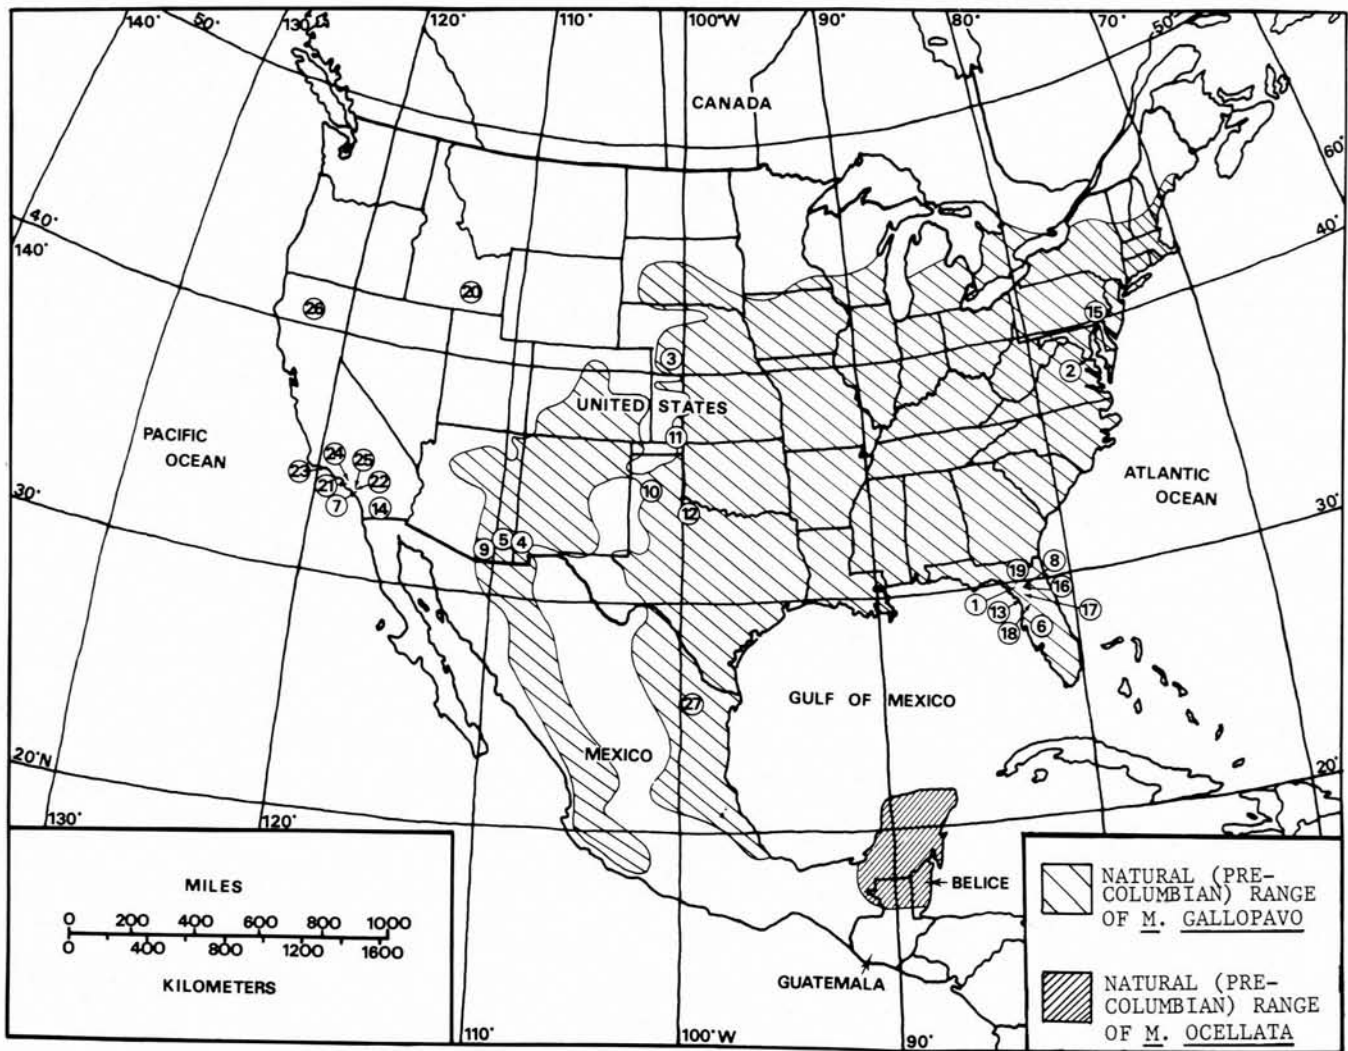 140° 50° 130° 120° 110° 100°W 90° 80° 70° 50°
CANADA
60°
40°
140°
40°
20
26
15
3
2
UNITED STATES
PACIFIC
OCEAN
11
24 25
23
21 22
10
7 14
12
ATLANTIC
OCEAN
30°
30°
9 5 4
19 8
1 16
13 17
18 6
27
GULF OF MEXICO
MEXICO
20°N
20°
130° 120°
BELICE
GUATEMALA
110° 100°W 90°
MILES
0 200 400 600 800 1000
0 400 800 1200 1600
KILOMETERS
NATURAL (PRE-
COLUMBIAN) RANGE
OF M. GALLOPAVO
NATURAL (PRE-
COLUMBIAN) RANGE
OF M. OCELLATA